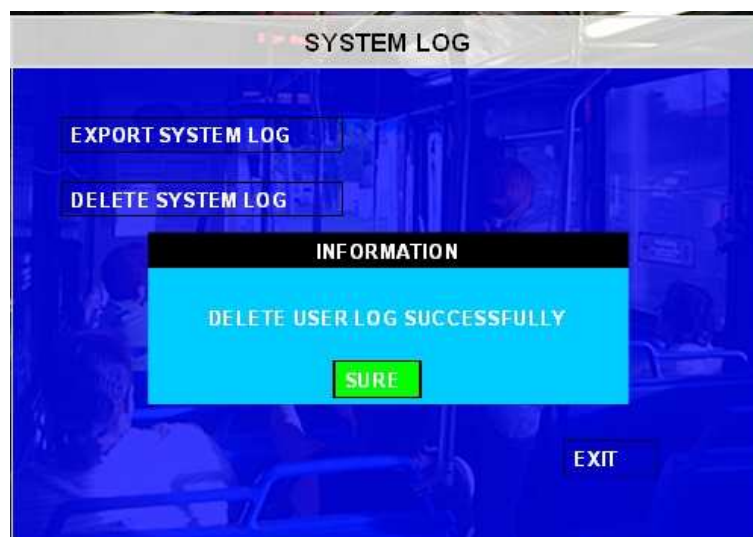 SYSTEM LOG
EXPORT SYSTEM LOG
DELETE SYSTEM LOG
INFORMATION
DELETE USER LOG SUCCESSFULLY
SURE
EXIT